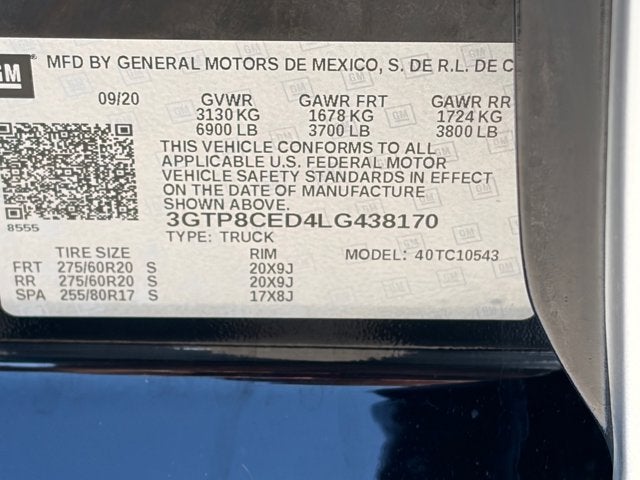 GM
MFD BY GENERAL MOTORS DE MEXICO, S. DE R.L. DE C
09/20 GVWR GAWR FRT GAWR RR
3130 KG 1678 KG 1724 KG
6900 LB 3700 LB 3800 LB
THIS VEHICLE CONFORMS TO ALL
APPLICABLE U.S. FEDERAL MOTOR
VEHICLE SAFETY STANDARDS IN EFFECT
ON THE DATE OF MANUFACTURE
SHOWN ABOVE.
3GTP8CED4LG438170
8555
TYPE: TRUCK
TIRE SIZE RIM MODEL: 40TC10543
FRT 275/60R20 S 20X9J
RR 275/60R20 S 20X9J
SPA 255/80R17 S 17X8J